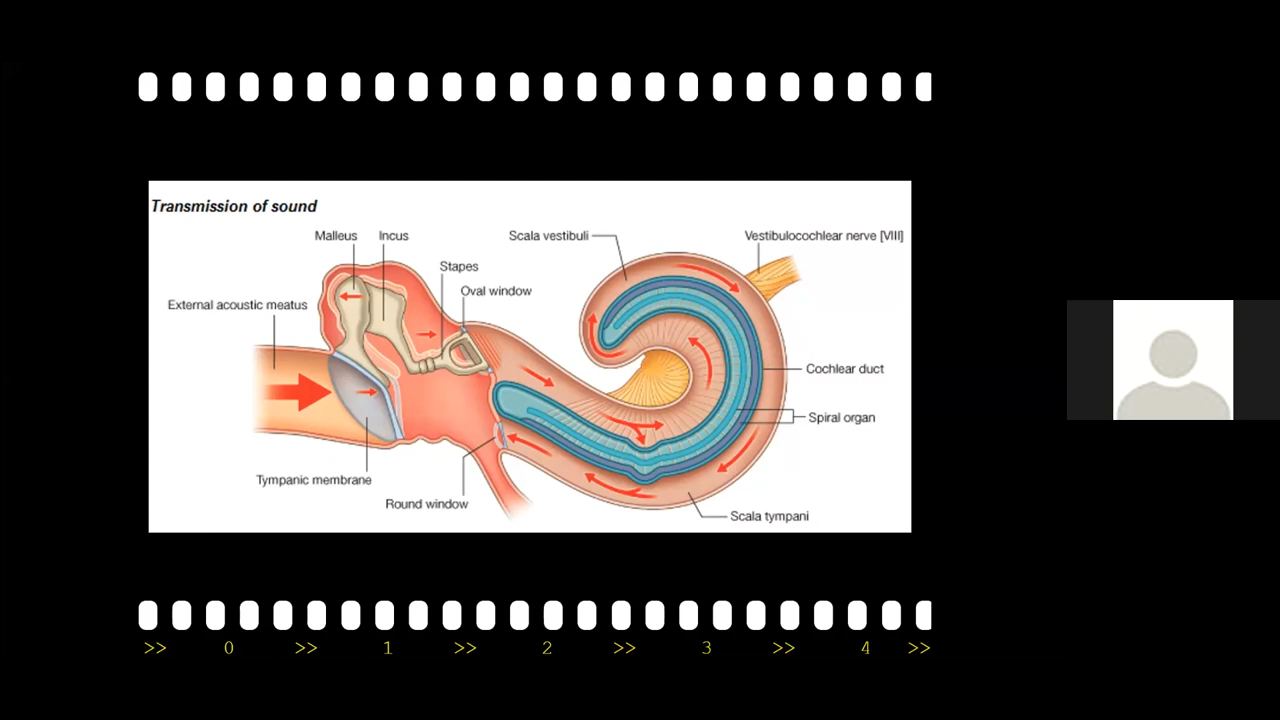 Transmission of sound
Malleus
Incus
Scala vestibuli
Vestibulocochlear nerve [VIII]
Stapes
Oval window
External acoustic meatus
Cochlear duct
Spiral organ
Tympanic membrane
Round window
Scala tympani
>> 0 >> 1 >> 2 >> 3 >> 4 >>